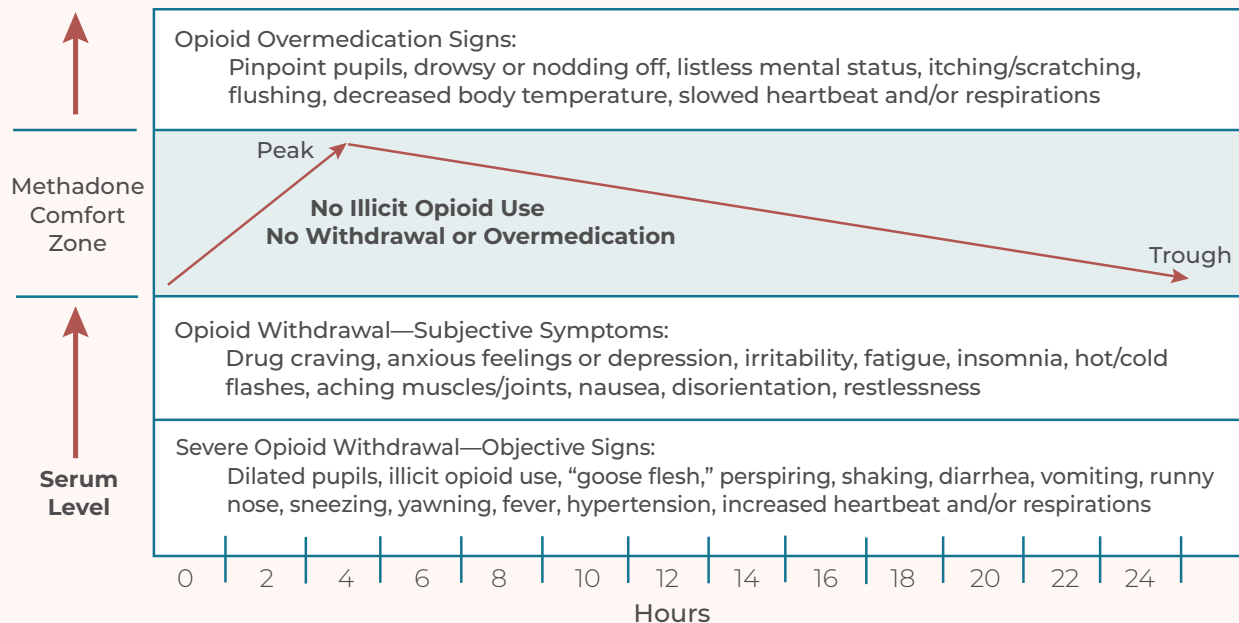 Opioid Overmedication Signs:
Pinpoint pupils, drowsy or nodding off, listless mental status, itching/scratching,
flushing, decreased body temperature, slowed heartbeat and/or respirations
Methadone
Comfort
Zone
Peak
No Illicit Opioid Use
No Withdrawal or Overmedication
Trough
Opioid Withdrawal—Subjective Symptoms:
Drug craving, anxious feelings or depression, irritability, fatigue, insomnia, hot/cold
flashes, aching muscles/joints, nausea, disorientation, restlessness
Serum
Level
Severe Opioid Withdrawal—Objective Signs:
Dilated pupils, illicit opioid use, “goose flesh,” perspiring, shaking, diarrhea, vomiting, runny
nose, sneezing, yawning, fever, hypertension, increased heartbeat and/or respirations
0 2 4 6 8 10 12 14 16 18 20 22 24
Hours